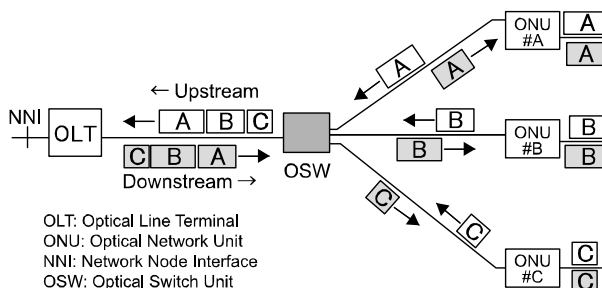 ONU
#A
A
A
A
A
← Upstream
NNI
OLT
A B C
C B A
Downstream →
OSW
B
B
ONU
#B
B
B
C
C
ONU
#C
C
C
OLT: Optical Line Terminal
ONU: Optical Network Unit
NNI: Network Node Interface
OSW: Optical Switch Unit